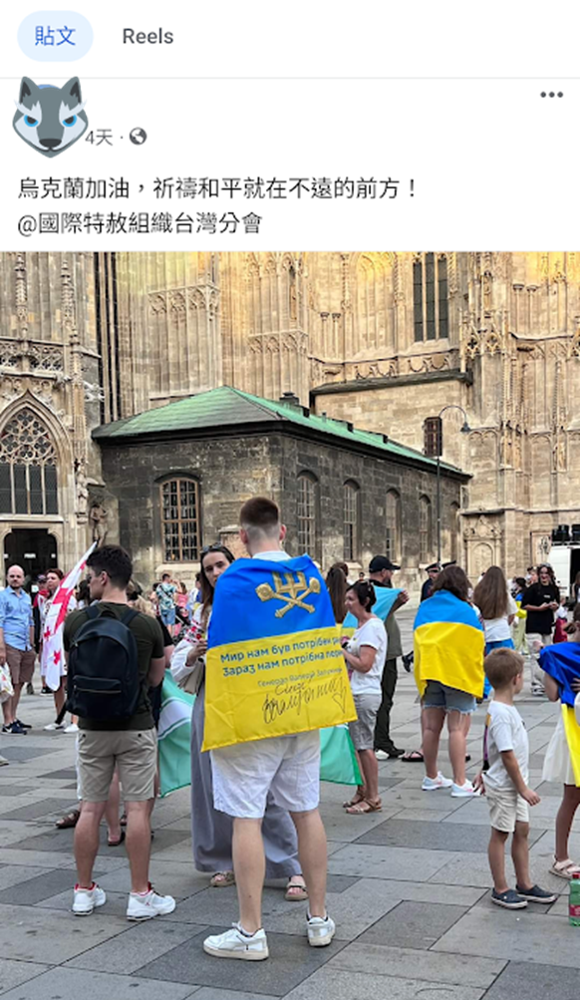 貼文
Reels
4天
烏克蘭加油，祈禱和平就在不遠的前方！
@國際特赦組織台灣分會
Мир нам був потрібен
Зараз нам потрібна
Генерал Валерій